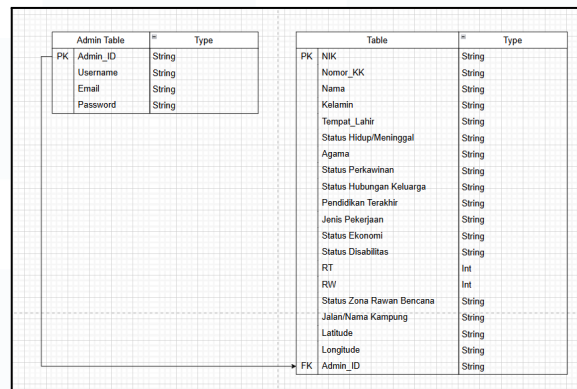 Admin Table Type
PK Admin_ID String
Username String
Email String
Password String
Table Type
PK NIK String
Nomor_KK String
Nama String
Kelamin String
Tempat_Lahir String
Status Hidup/Meninggal String
Agama String
Status Perkawinan String
Status Hubungan Keluarga String
Pendidikan Terakhir String
Jenis Pekerjaan String
Status Ekonomi String
Status Disabilitas String
RT Int
RW Int
Status Zona Rawan Bencana String
Jalan/Nama Kampung String
Latitude String
Longitude String
FK Admin_ID String